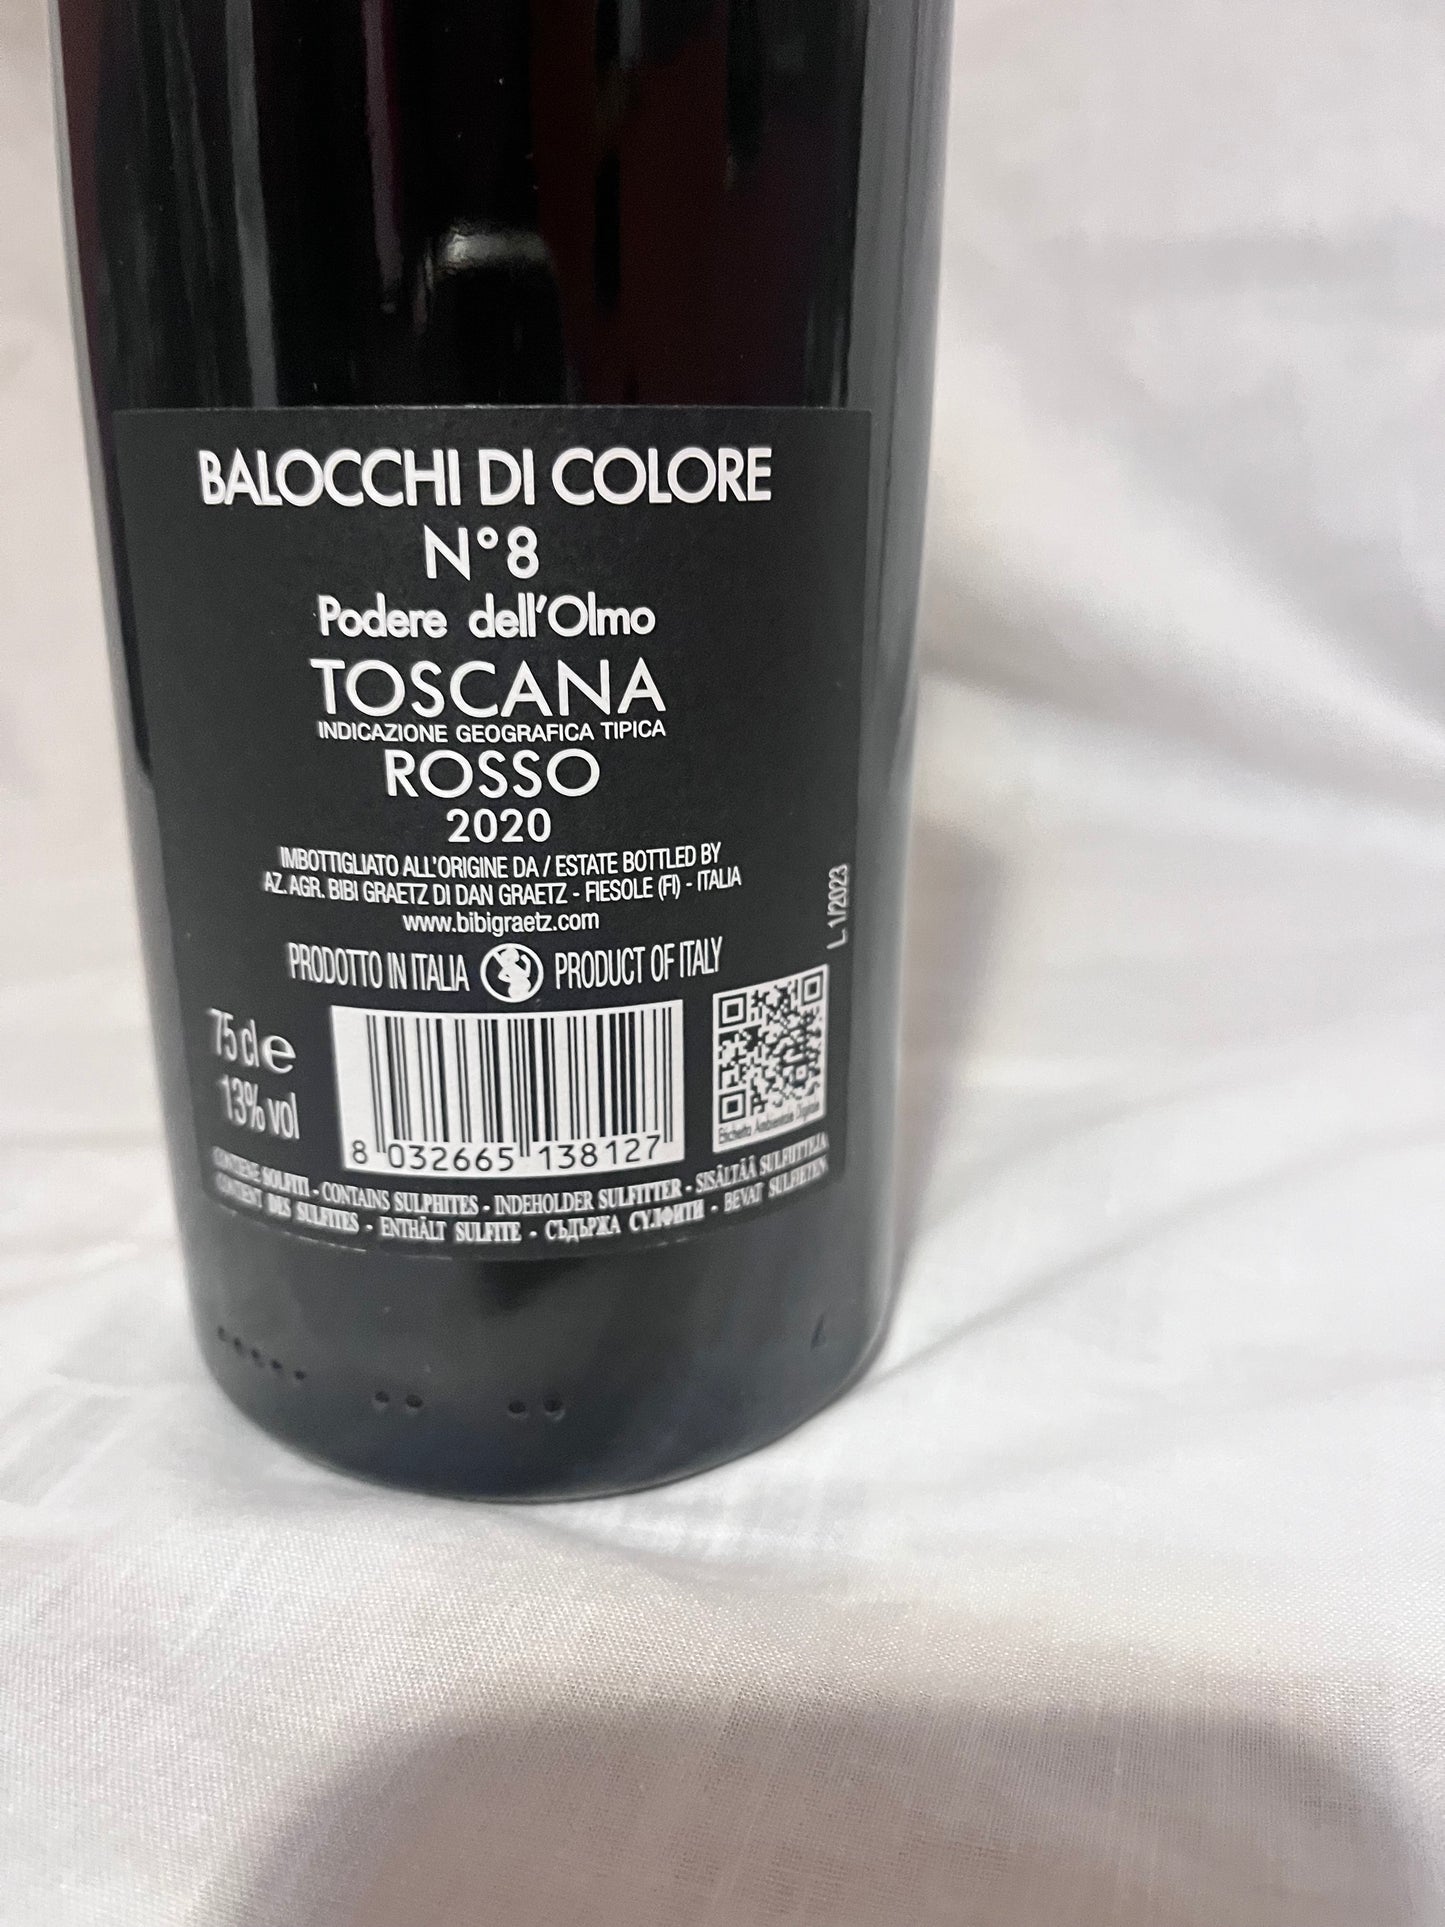 BALOCCHI DI COLORE
N°8
Podere dell'Olmo
TOSCANA
INDICAZIONE GEOGRAFICA TIPICA
ROSSO
2020
IMBOTTIGLIATO ALL'ORIGINE DA / ESTATE BOTTLED BY
AZ. AGR. BIBI GRAETZ DI DAN GRAETZ - FIESOLE (FI) - ITALIA
www.bibigraetz.com
L. 1/2023
PRODOTTO IN ITALIA PRODUCT OF ITALY
75 cl e
13% vol
8 032665 138127
Etichetta Ambientale Digitale
CONTIENE SOLFITI - CONTAINS SULPHITES - INDEHOLDER SULFITTER - SISÄLTÄÄ SULFIITTEJA
CONTIENT DES SULFITES - ENTHÄLT SULFITE - СЪДЪРЖА СУЛФИТИ - BEVAT SULFIETEN